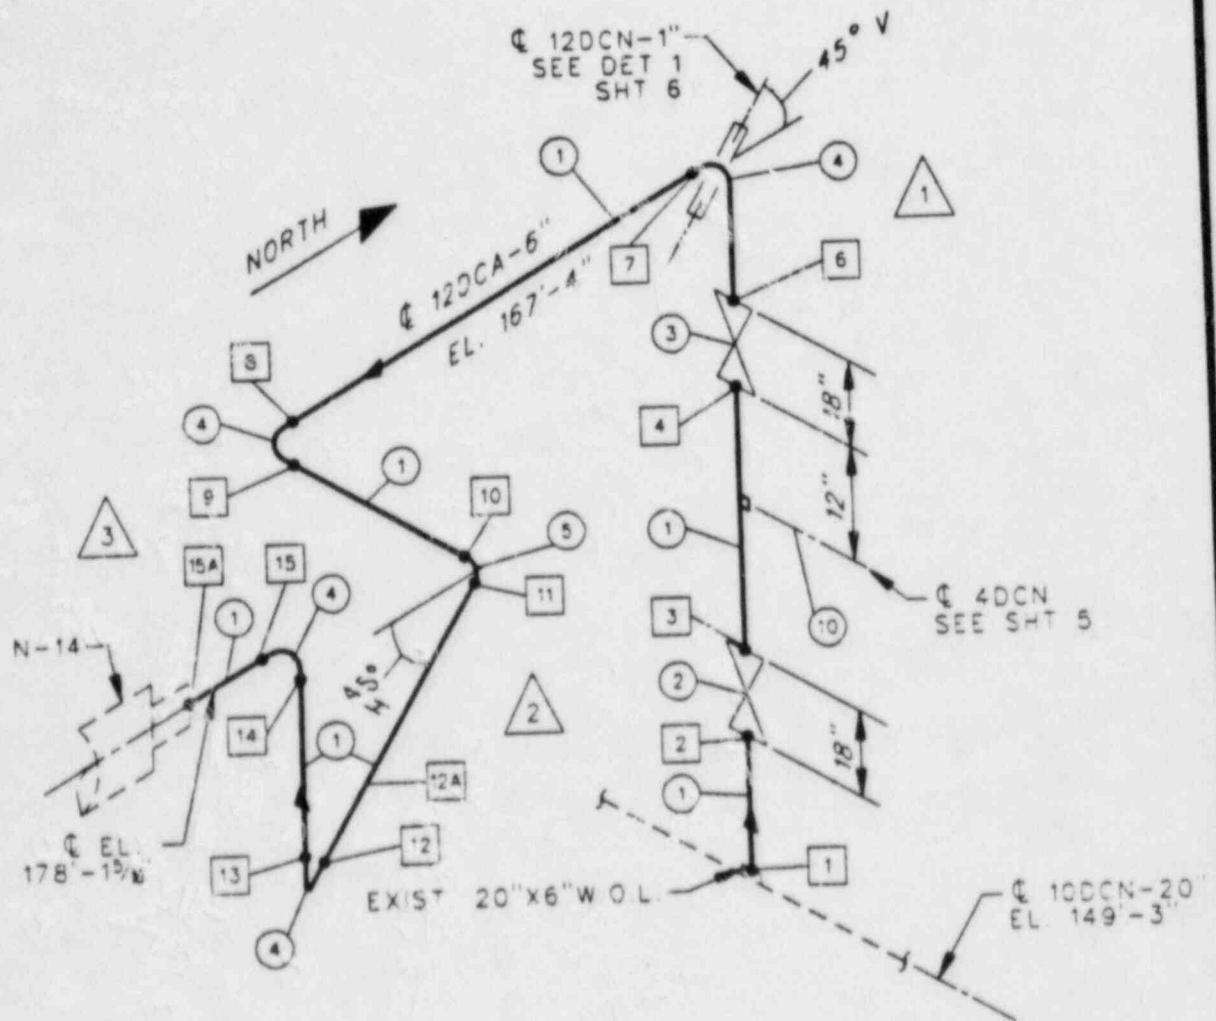 ℄ 12DCN-1"
SEE DET 1
SHT 6
45° V
1
4
1
NORTH
7
6
℄ 12DCA-6"
EL. 167'-4"
3
8
18"
4
4
1
12"
9
10
3
5
1
15A
15
4
11
℄ 4DCN
SEE SHT 5
1
3
10
N-14
45°
2
2
14
1
2
18"
12A
1
℄ EL.
178'-1 5/16
13
12
1
EXIST 20"X6" W.O.L.
℄ 10DCN-20"
EL. 149'-3"
4